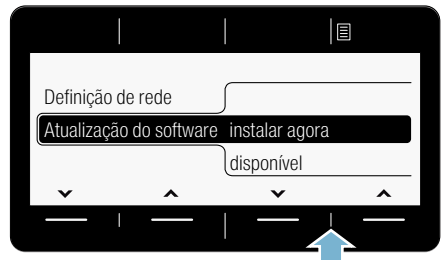 Definição de rede
Atualização do software instalar agora
disponível